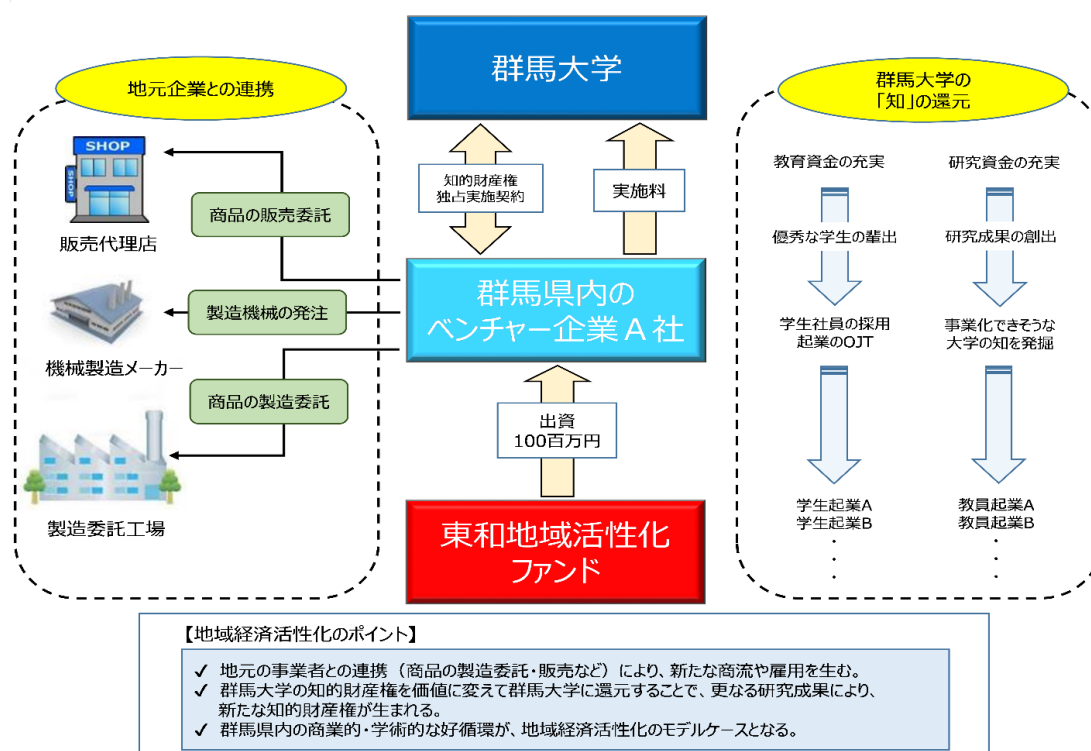 群馬大学
地元企業との連携
群馬大学の
「知」の還元
SHOP
SHOP
販売代理店
商品の販売委託
製造機械の発注
機械製造メーカー
商品の製造委託
製造委託工場
知的財産権
独占実施契約
実施料
群馬県内の
ベンチャー企業A社
出資
100百万円
東和地域活性化
ファンド
教育資金の充実
優秀な学生の輩出
学生社員の採用
起業のOJT
学生起業A
学生起業B
・
・
・
研究資金の充実
研究成果の創出
事業化できそうな
大学の知を発掘
教員起業A
教員起業B
・
・
・
【地域経済活性化のポイント】
✓ 地元の事業者との連携（商品の製造委託・販売など）により、新たな商流や雇用を生む。
✓ 群馬大学の知的財産権を価値に変えて群馬大学に還元することで、更なる研究成果により、
新たな知的財産権が生まれる。
✓ 群馬県内の商業的・学術的な好循環が、地域経済活性化のモデルケースとなる。